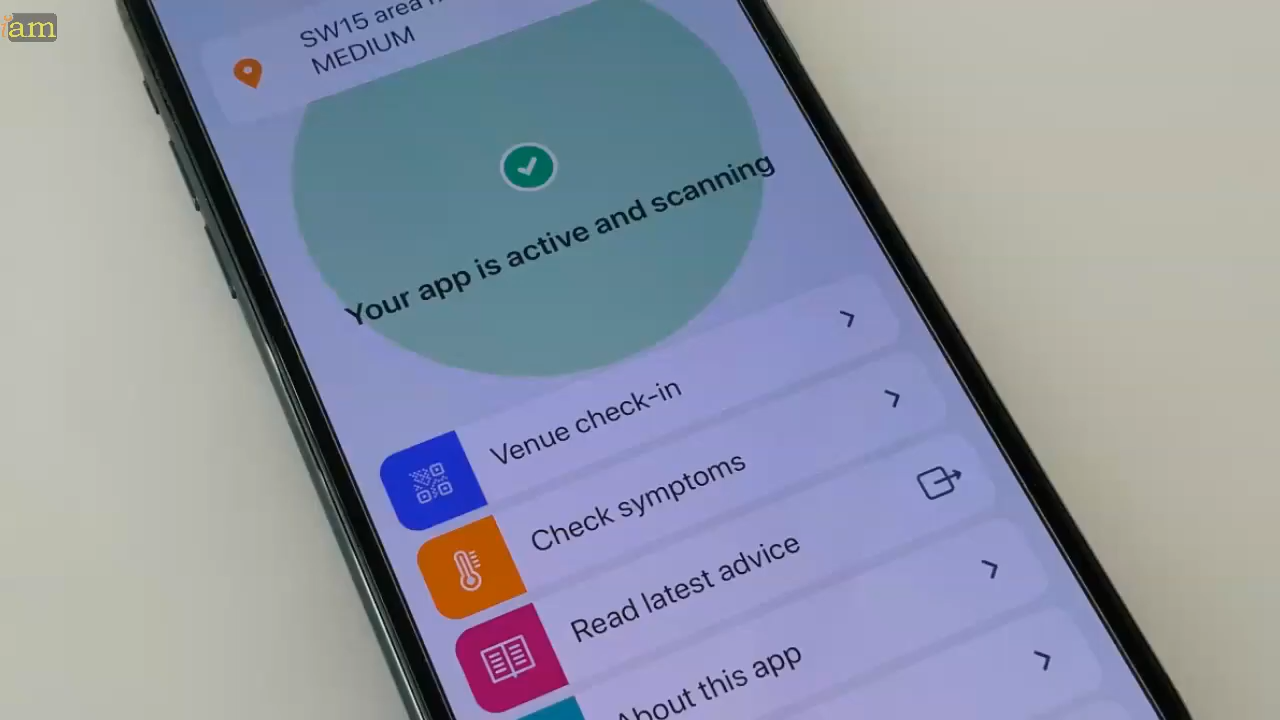 iam
SW15 area
MEDIUM
Your app is active and scanning
Venue check-in
Check symptoms
Read latest advice
About this app